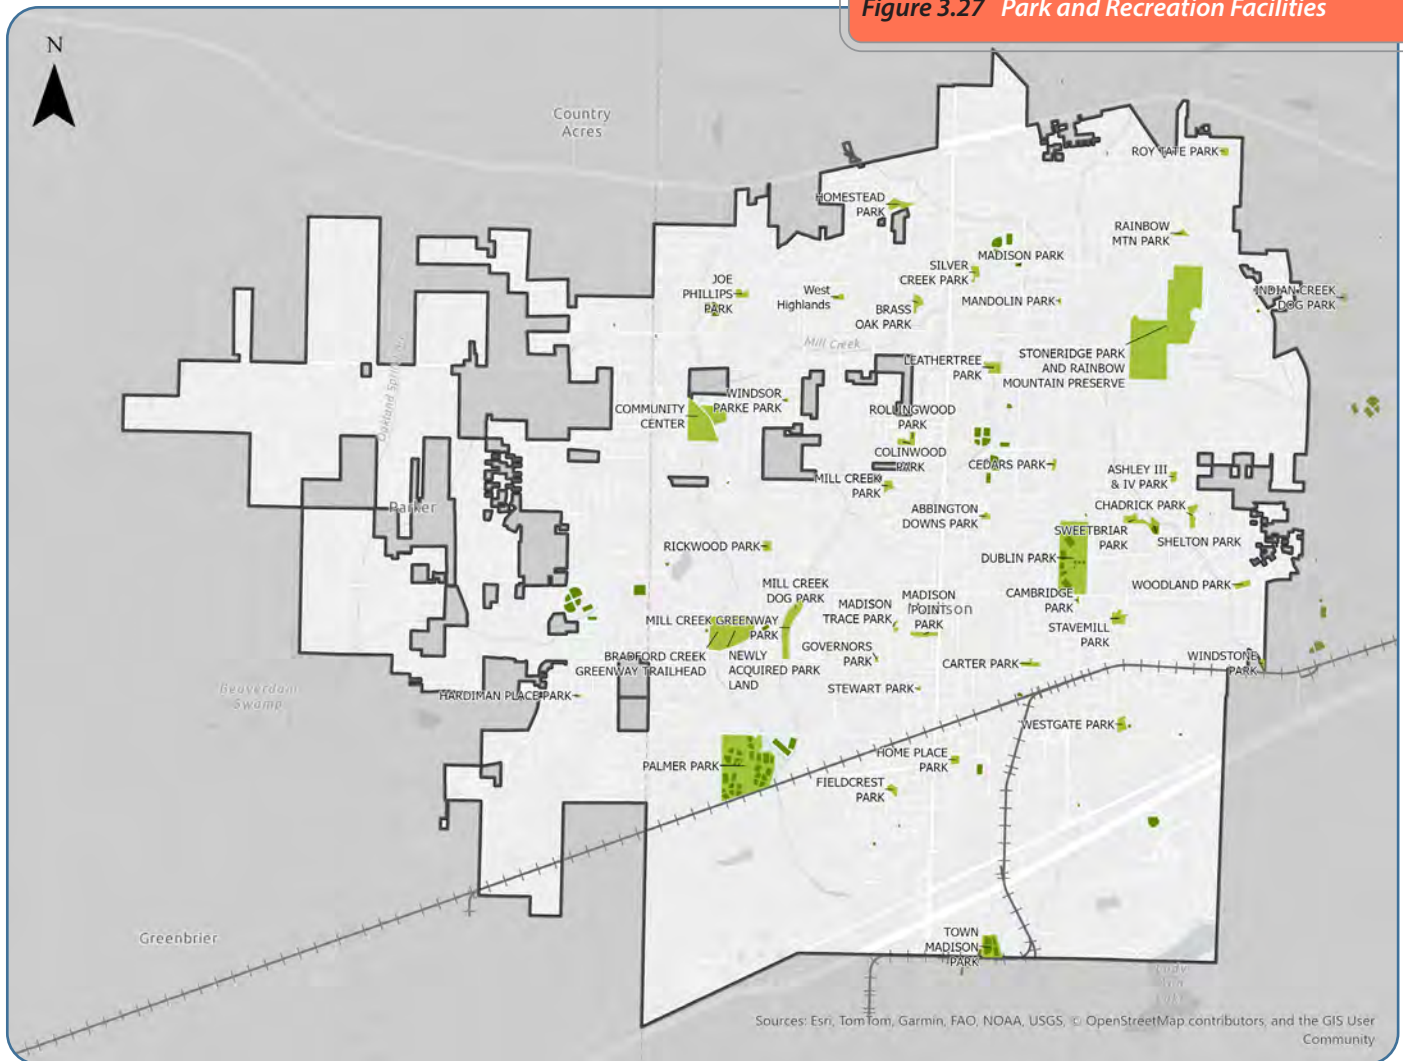 Figure 3.27 Park and Recreation Facilities
N
Country
Acres
ROY TATE PARK
HOMESTEAD
PARK
RAINBOW
MTN PARK
MADISON PARK
SILVER
CREEK PARK
JOE
PHILLIPS
PARK
West
Highlands
MANDOLIN PARK
INDIAN CREEK
DOG PARK
BRASS
OAK PARK
Mill Creek
STONERIDGE PARK
AND RAINBOW
MOUNTAIN PRESERVE
LEATHERTREE
PARK
WINDSOR
PARKE PARK
COMMUNITY
CENTER
ROLLINGWOOD
PARK
COLINWOOD
PARK
CEDARS PARK
ASHLEY III
& IV PARK
MILL CREEK
PARK
CHADRICK PARK
Parker
ABBINGTON
DOWNS PARK
SWEETBRIAR
PARK
SHELTON PARK
RICKWOOD PARK
DUBLIN PARK
MILL CREEK
DOG PARK
WOODLAND PARK
CAMBRIDGE
PARK
MADISON
POINT
PARK
MADISON
TRACE PARK
MILL CREEK GREENWAY
PARK
STAVEMILL
PARK
GOVERNORS
PARK
BRADFORD CREEK
GREENWAY TRAILHEAD
NEWLY
ACQUIRED PARK
LAND
CARTER PARK
WINDSTONE
PARK
Beaverdam
Swamp
HARDIMAN PLACE PARK
STEWART PARK
WESTGATE PARK
HOME PLACE
PARK
PALMER PARK
FIELDCREST
PARK
Greenbrier
TOWN
MADISON
PARK
Sources: Esri, TomTom, Garmin, FAO, NOAA, USGS, © OpenStreetMap contributors, and the GIS User
Community